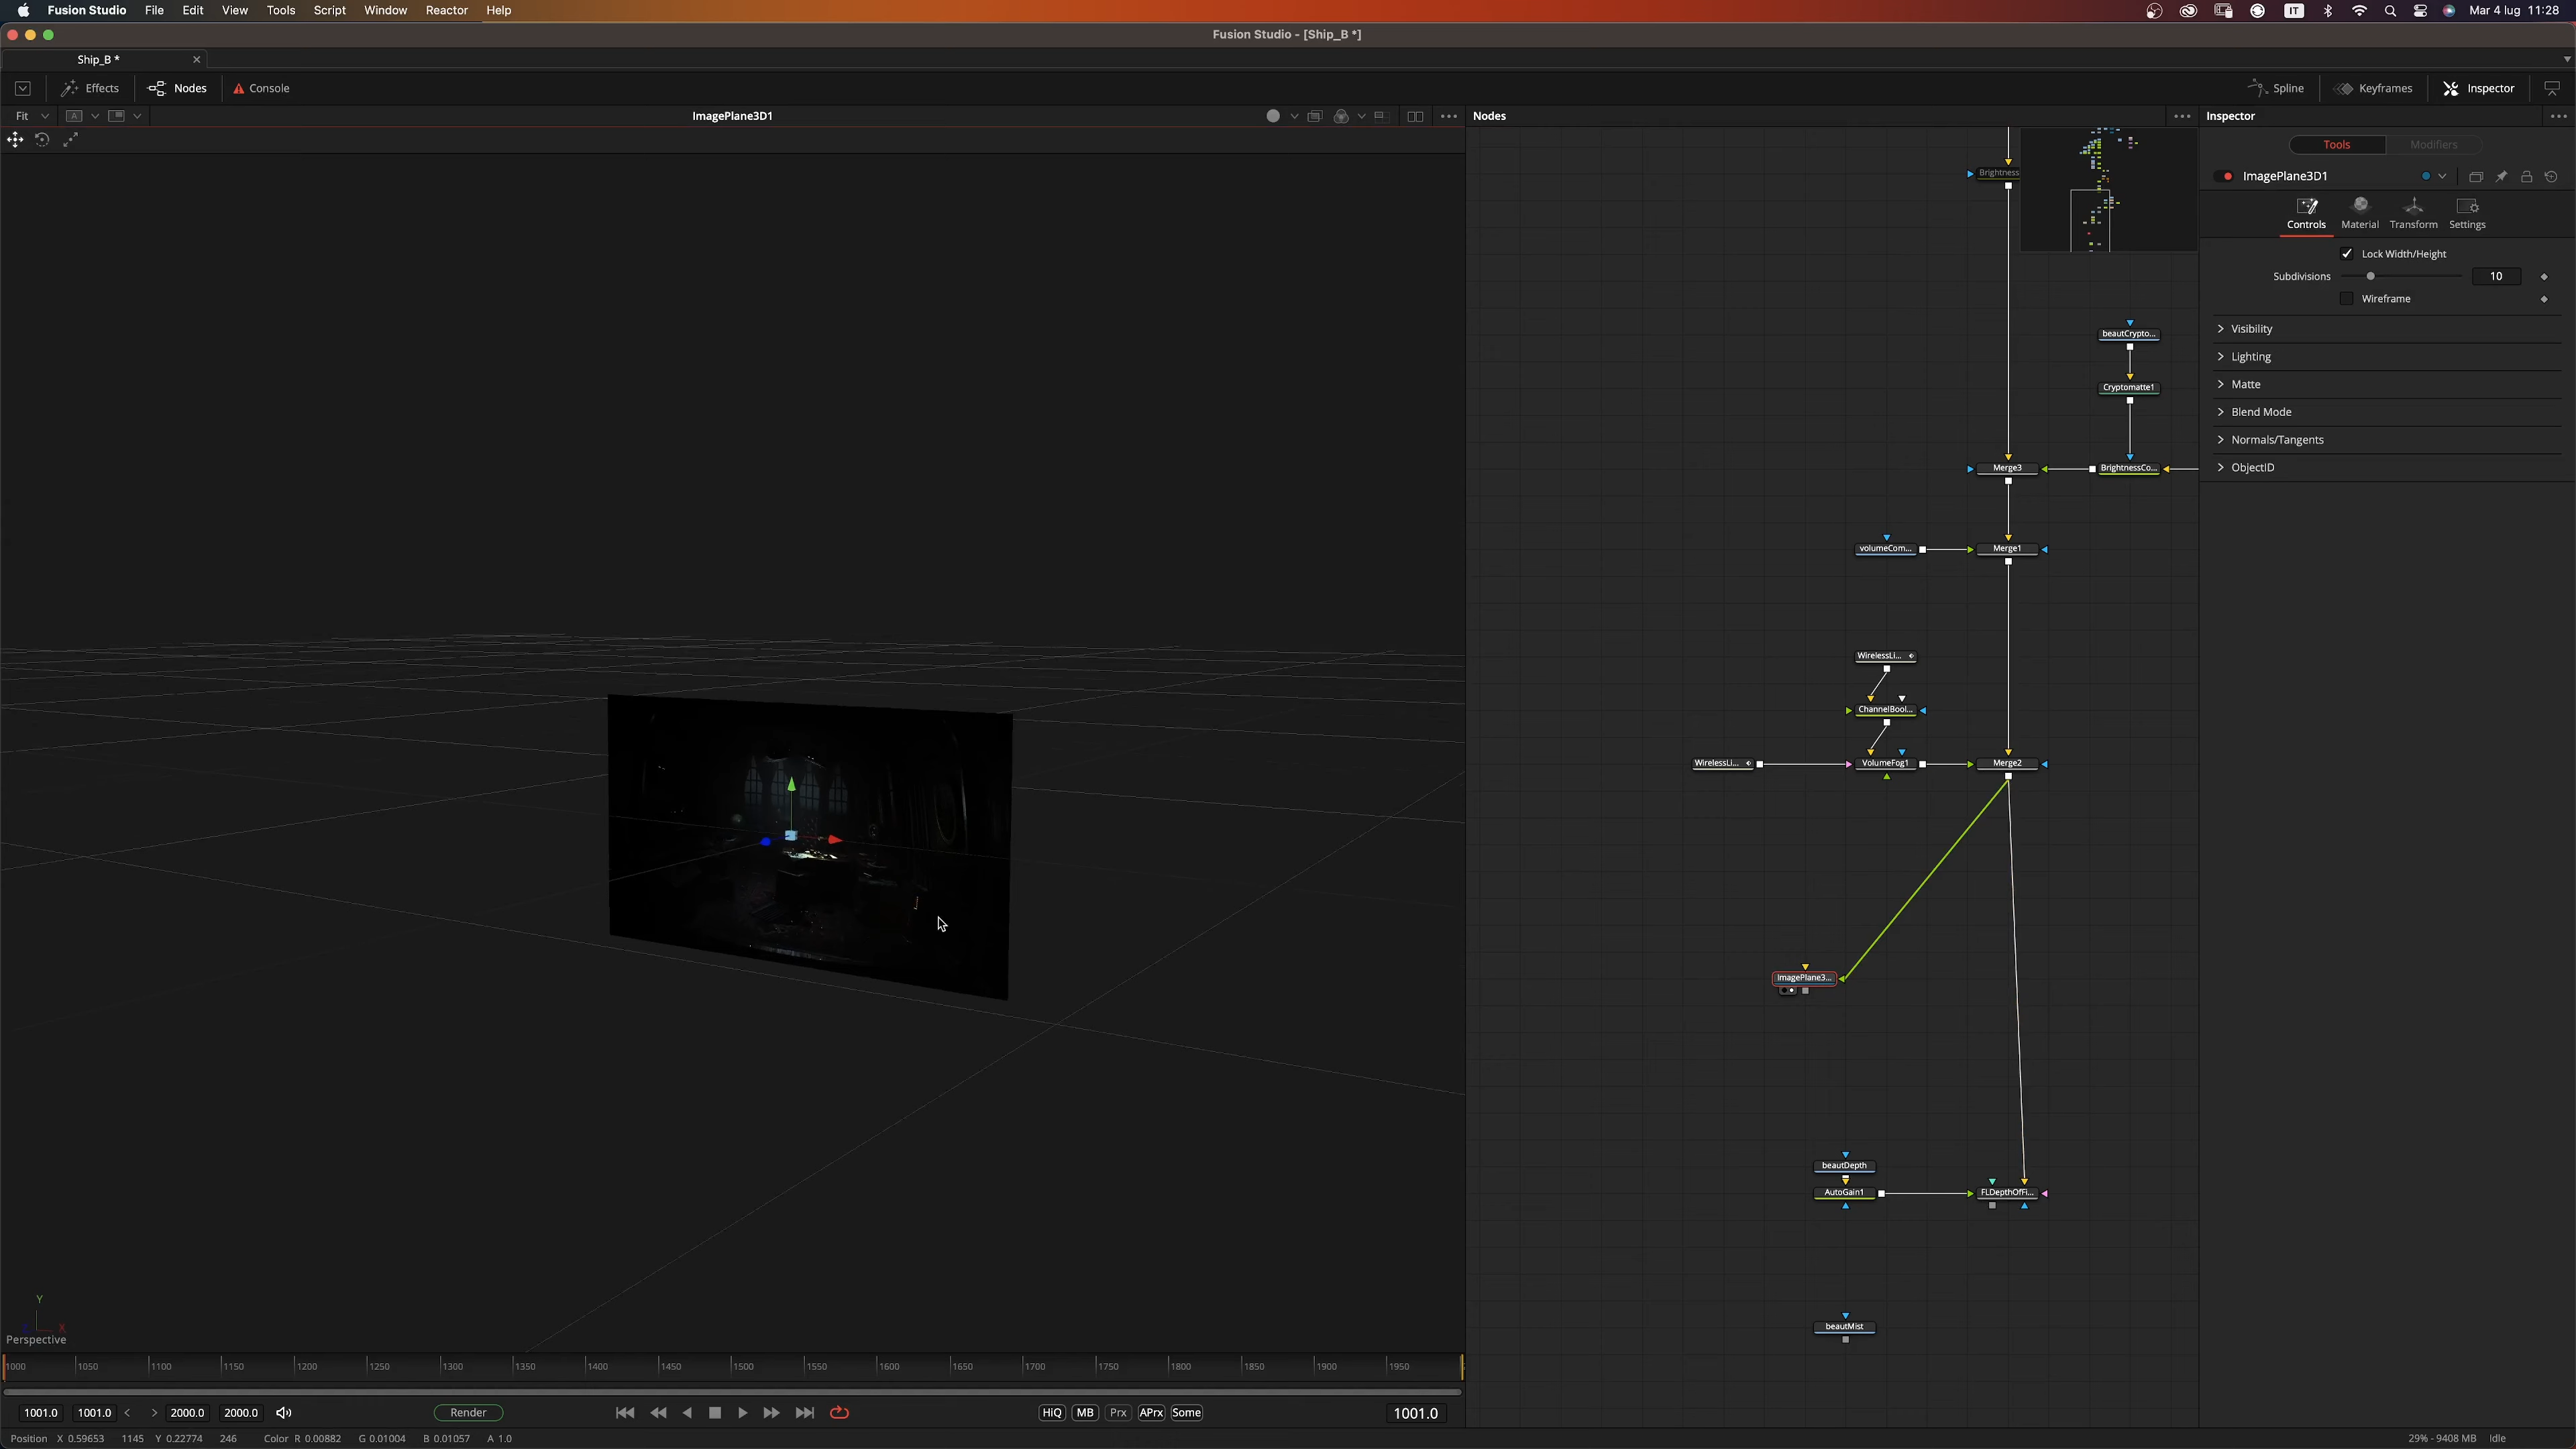 Fusion Studio File Edit View Tools Script Window Reactor Help IT Mar 4 lug 11:28
Fusion Studio - [Ship_B *]
Ship_B *
Effects Nodes Console Spline Keyframes Inspector
Fit A ImagePlane3D1 Nodes Inspector
Tools Modifiers
ImagePlane3D1
Controls Material Transform Settings
Lock Width/Height
Subdivisions 10
Wireframe
Visibility
Lighting
Matte
Blend Mode
Normals/Tangents
ObjectID
Brightness
beautCrypto...
Cryptomatte1
Merge3 BrightnessCo...
volumeCom... Merge1
WirelessLi...
ChannelBool...
WirelessLi... VolumeFog1 Merge2
ImagePlane3...
beautDepth
AutoGain1 FLDepthOfFi...
beautMist
Y
X
Perspective
1000 1050 1100 1150 1200 1250 1300 1350 1400 1450 1500 1550 1600 1650 1700 1750 1800 1850 1900 1950
1001.0 1001.0 < > 2000.0 2000.0 Render HiQ MB Prx APrx Some 1001.0
Position X 0.59653 1145 Y 0.22774 246 Color R 0.00882 G 0.01004 B 0.01057 A 1.0 29% - 9408 MB Idle